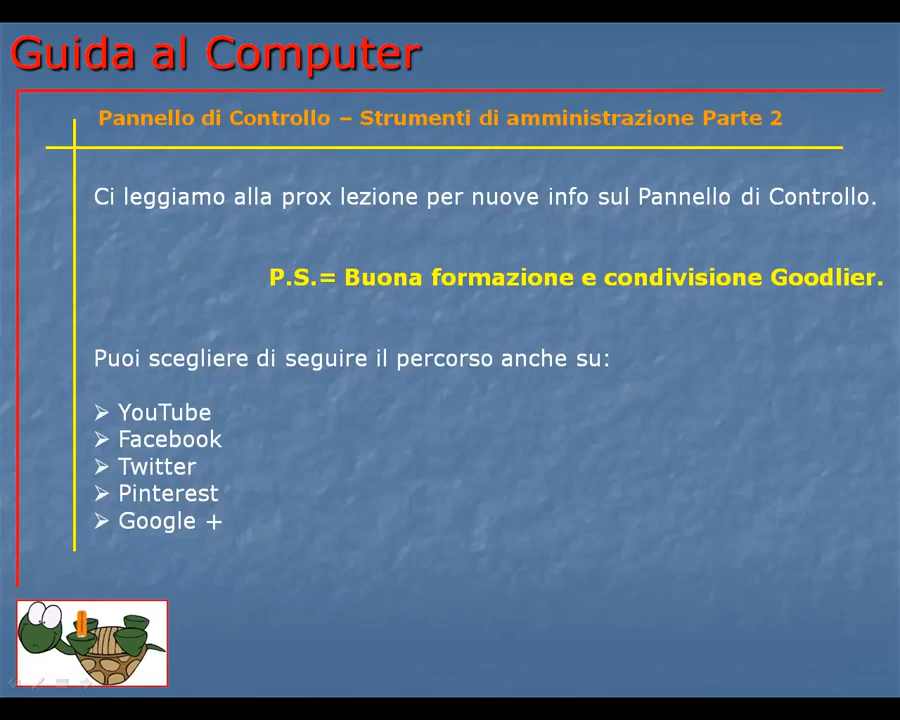 Guida al Computer
Pannello di Controllo – Strumenti di amministrazione Parte 2
Ci leggiamo alla prox lezione per nuove info sul Pannello di Controllo.
P.S.= Buona formazione e condivisione Goodlier.
Puoi scegliere di seguire il percorso anche su:
YouTube
Facebook
Twitter
Pinterest
Google +